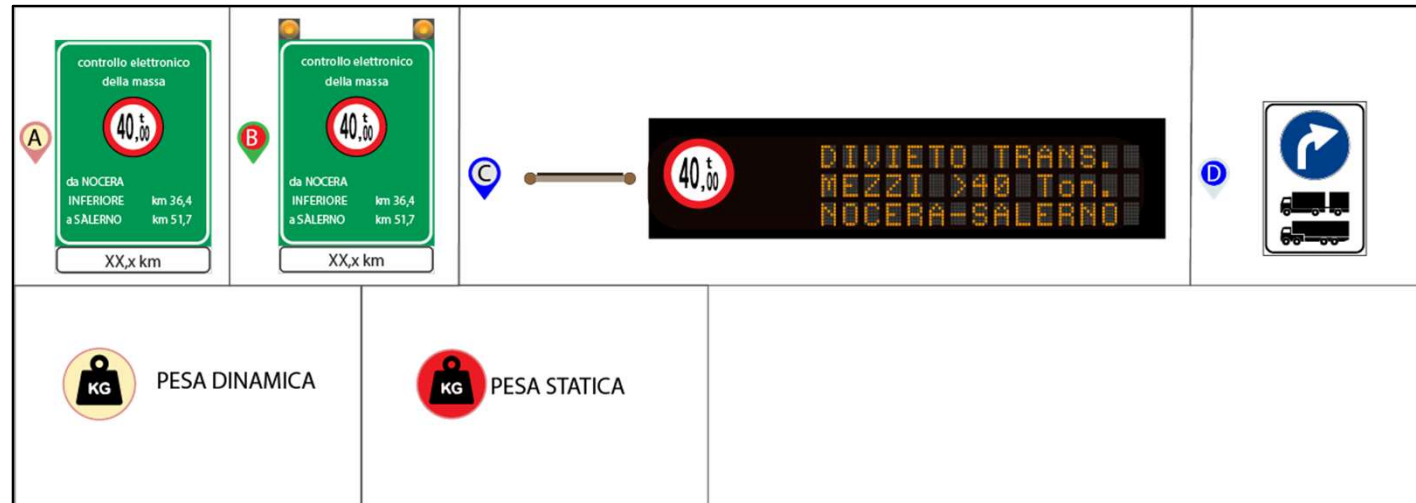 A
controllo elettronico
della massa
40,00 t
da NOCERA
INFERIORE km 36,4
a SÀLERNO km 51,7
XX,x km
B
controllo elettronico
della massa
40,00 t
da NOCERA
INFERIORE km 36,4
a SÀLERNO km 51,7
XX,x km
C
40,00 t
DIVIETO TRANS.
MEZZI >40 Ton.
NOCERA-SALERNO
D
KG
PESA DINAMICA
KG
PESA STATICA